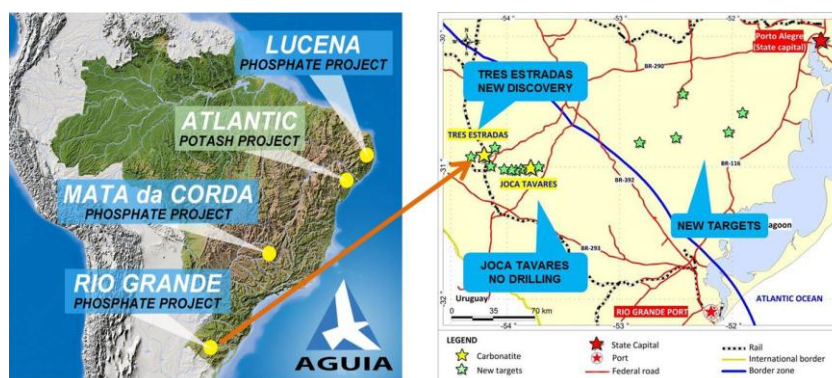 LUCENA
PHOSPHATE PROJECT
ATLANTIC
POTASH PROJECT
MATA da CORDA
PHOSPHATE PROJECT
RIO GRANDE
PHOSPHATE PROJECT
AGUIA
-54
-53
-52
-30
-30
Porto Alegre
(State capital)
TRES ESTRADAS
NEW DISCOVERY
BR-290
TRES ESTRADAS
-31
-31
JOCA TAVARES
BR-116
BR-392
NEW TARGETS
agoon
BR-293
JOCA TAVARES
NO DRILLING
ATLANTIC OCEAN
-32
Uruguay
RIO GRANDE PORT
0 35 70 km
-54
-53
-52
LEGEND
Carbonatite
New targets
State Capital
Port
Federal road
Rail
International border
Border zone